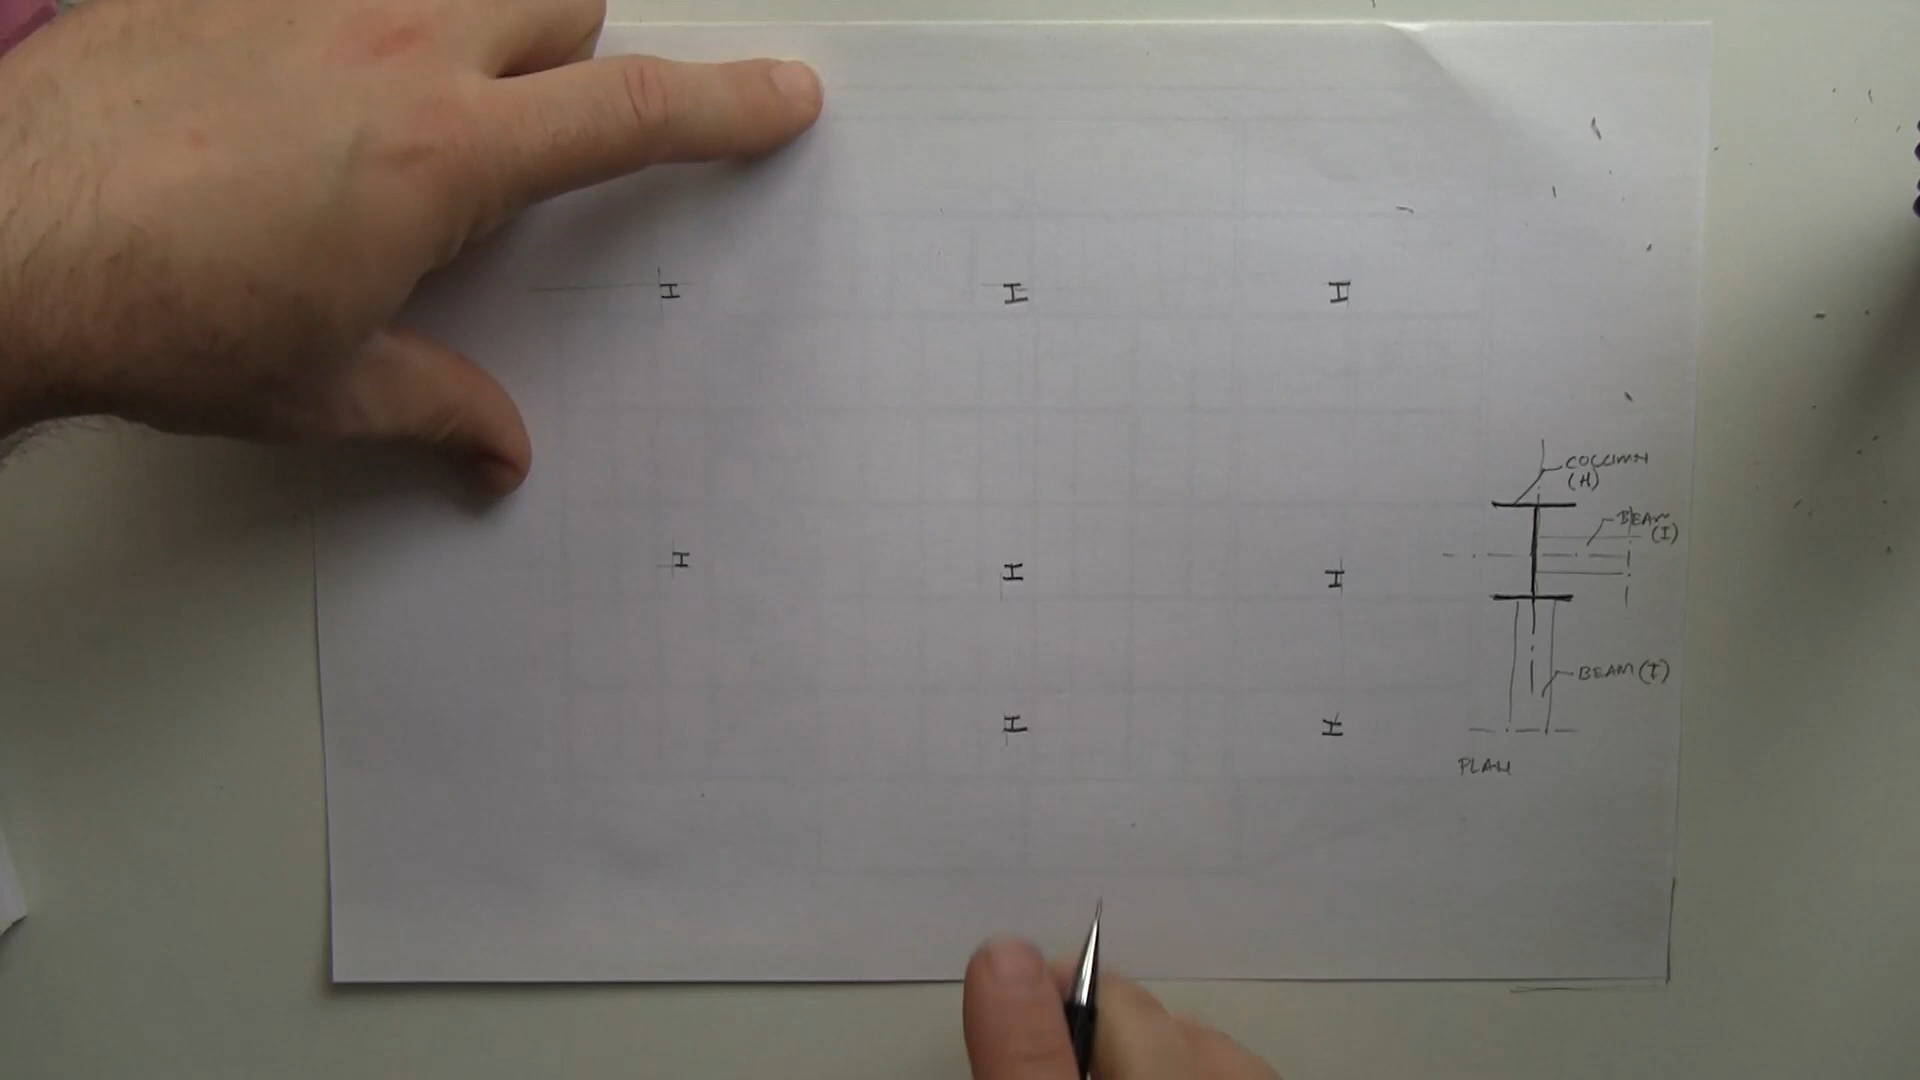 COLUMN
(H)
BEAM
(I)
BEAM (I)
PLAN